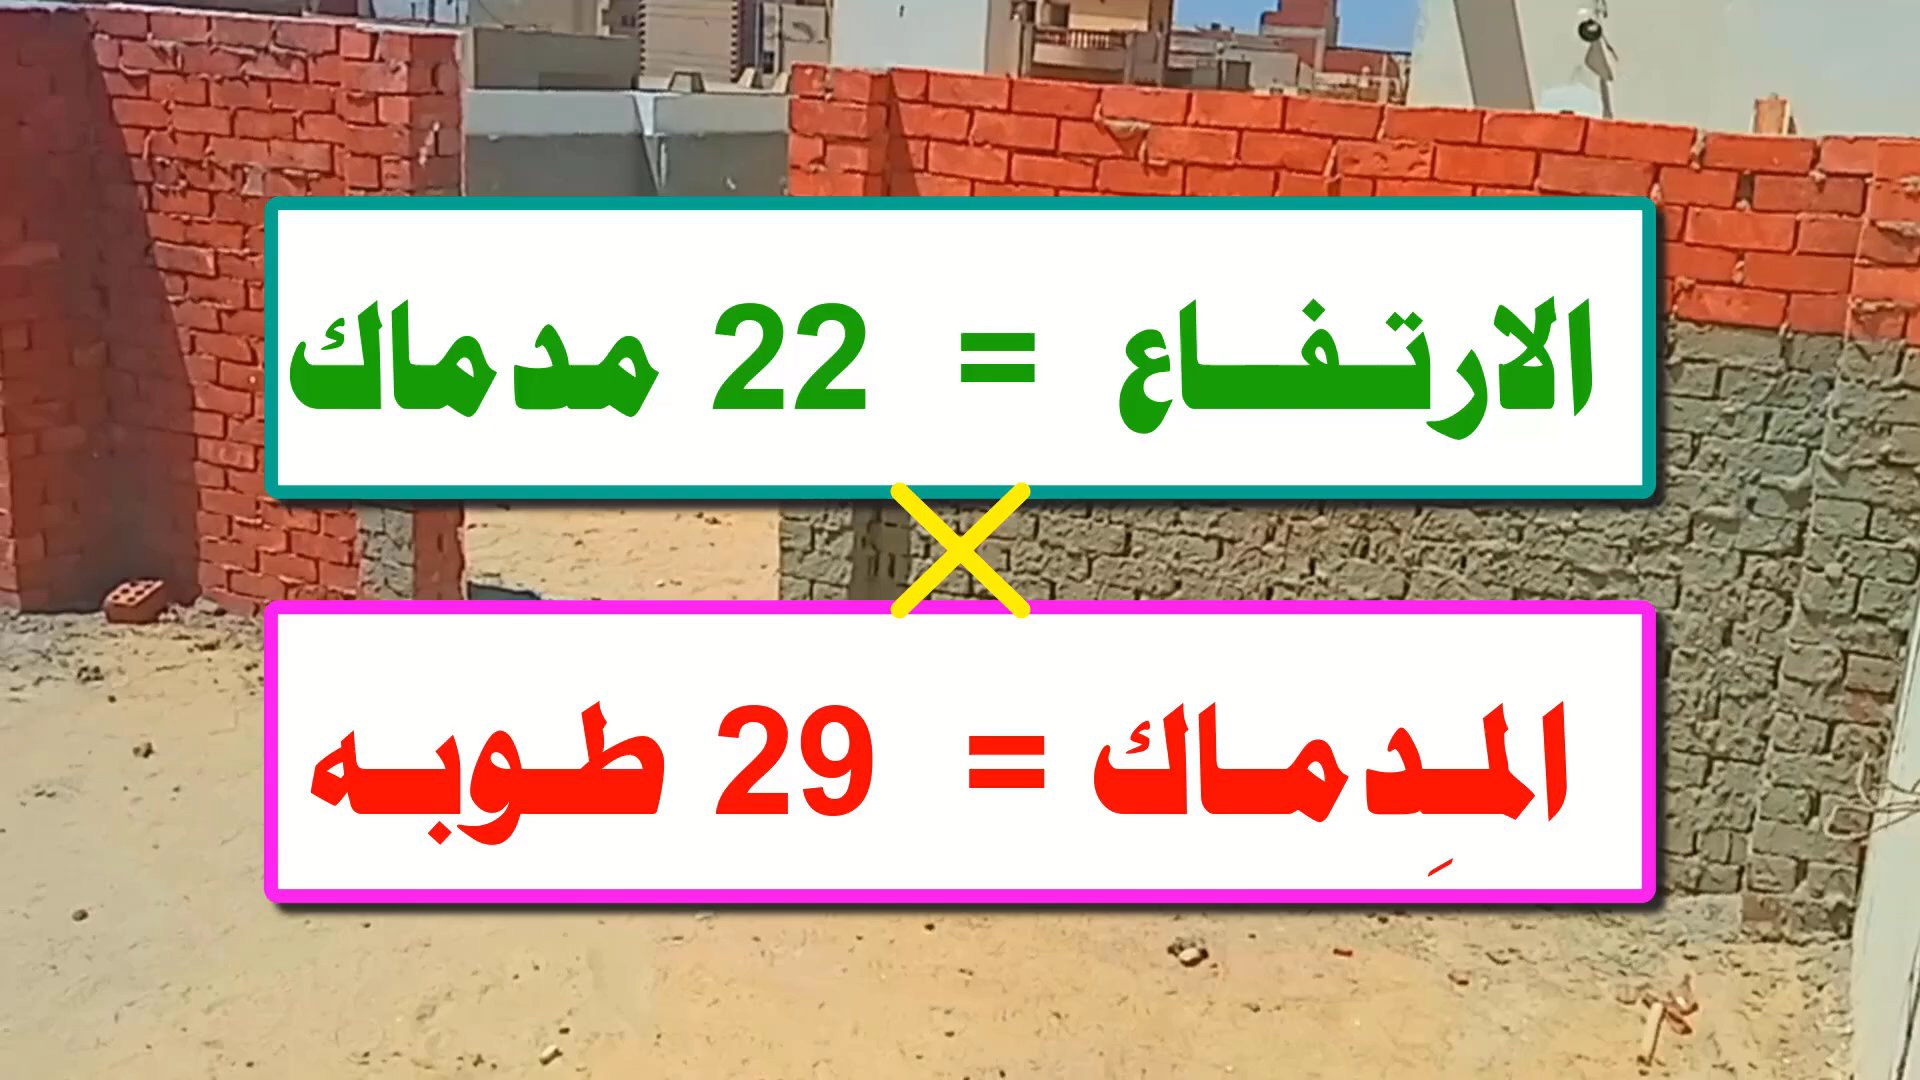 الارتفاع = 22 مدماك
×
المِدماك = 29 طوبه